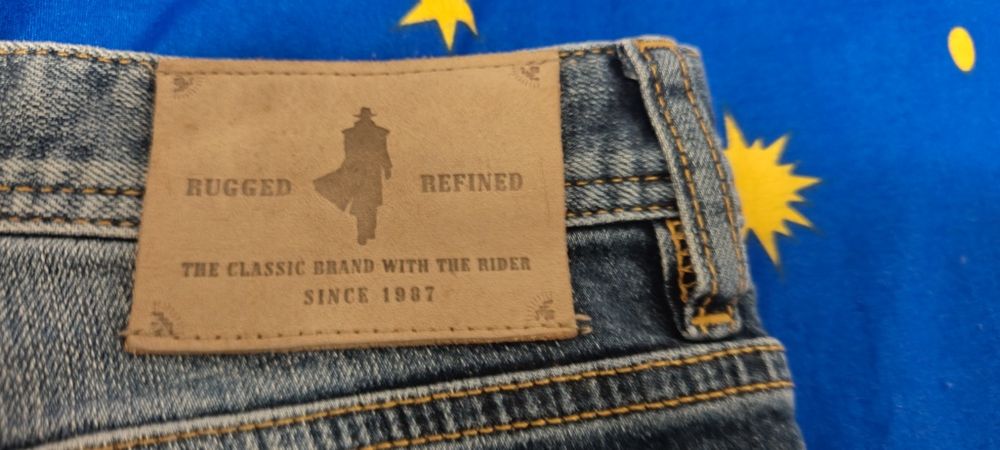 RUGGED REFINED
THE CLASSIC BRAND WITH THE RIDER
SINCE 1987